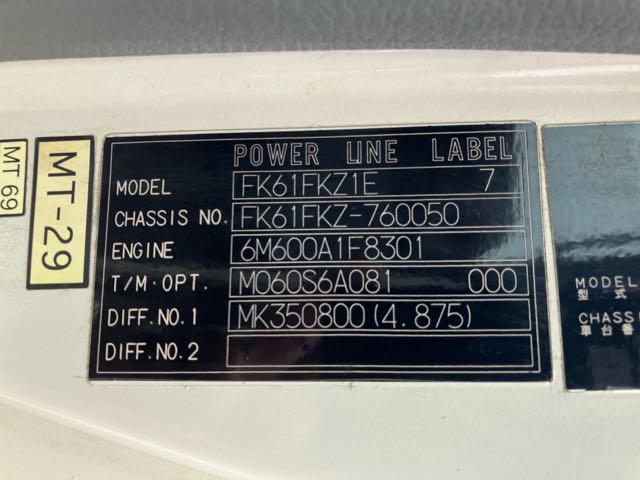 POWER LINE LABEL
MODEL FK61FKZ1E 7
CHASSIS NO. FK61FKZ-760050
ENGINE 6M600A1F8301
T/M·OPT. M060S6A081 000
DIFF.NO.1 MK350800(4.875)
DIFF.NO.2
MT-29
MT 69
MODEL
型式
CHASS
車台番